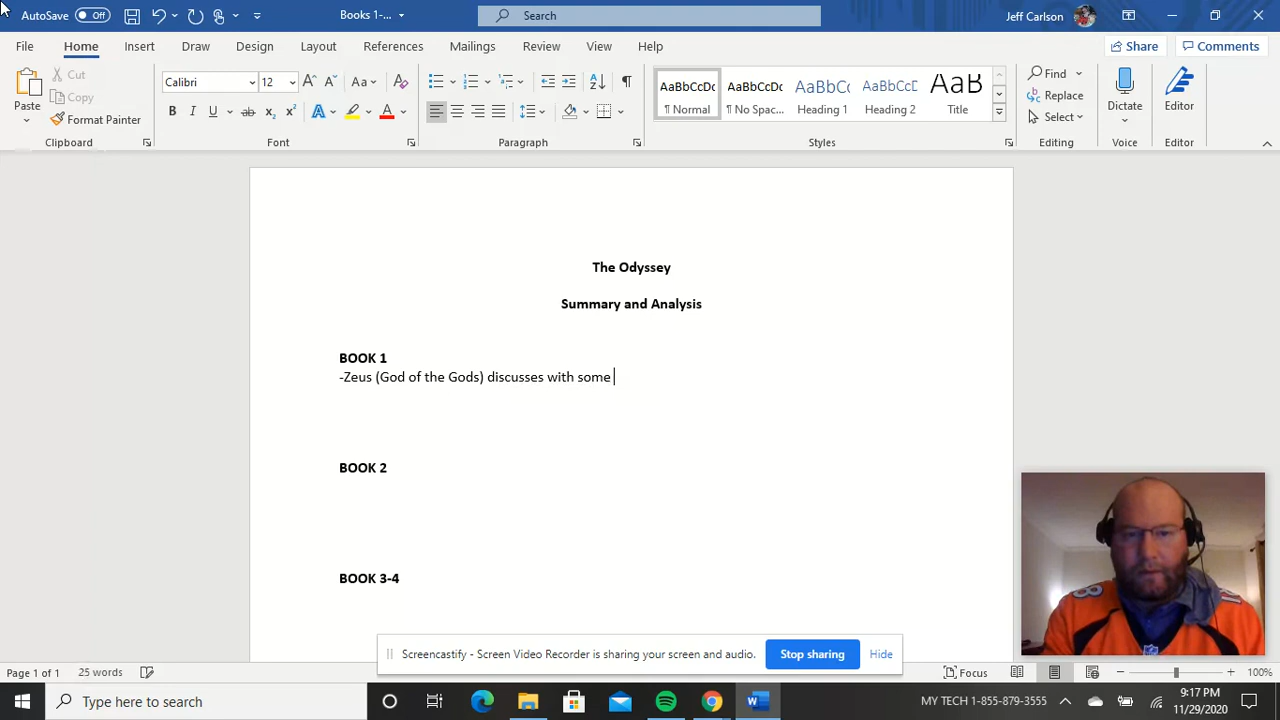 AutoSave Off Books 1-... Search Jeff Carlson
File Home Insert Draw Design Layout References Mailings Review View Help Share Comments
Paste Cut Copy Format Painter
Calibri 12 Aa
B I U ab x₂ x² A A
AaBbCcDc AaBbCcDc AaBbCc AaBbCcE AaB
¶ Normal ¶ No Spac... Heading 1 Heading 2 Title
Find Replace Select
Dictate Editor
Clipboard Font Paragraph Styles Editing Voice Editor
The Odyssey
Summary and Analysis
BOOK 1
-Zeus (God of the Gods) discusses with some
BOOK 2
BOOK 3-4
Screencastify - Screen Video Recorder is sharing your screen and audio. Stop sharing Hide
Page 1 of 1 25 words Focus 100%
Type here to search MY TECH 1-855-879-3555 9:17 PM
11/29/2020